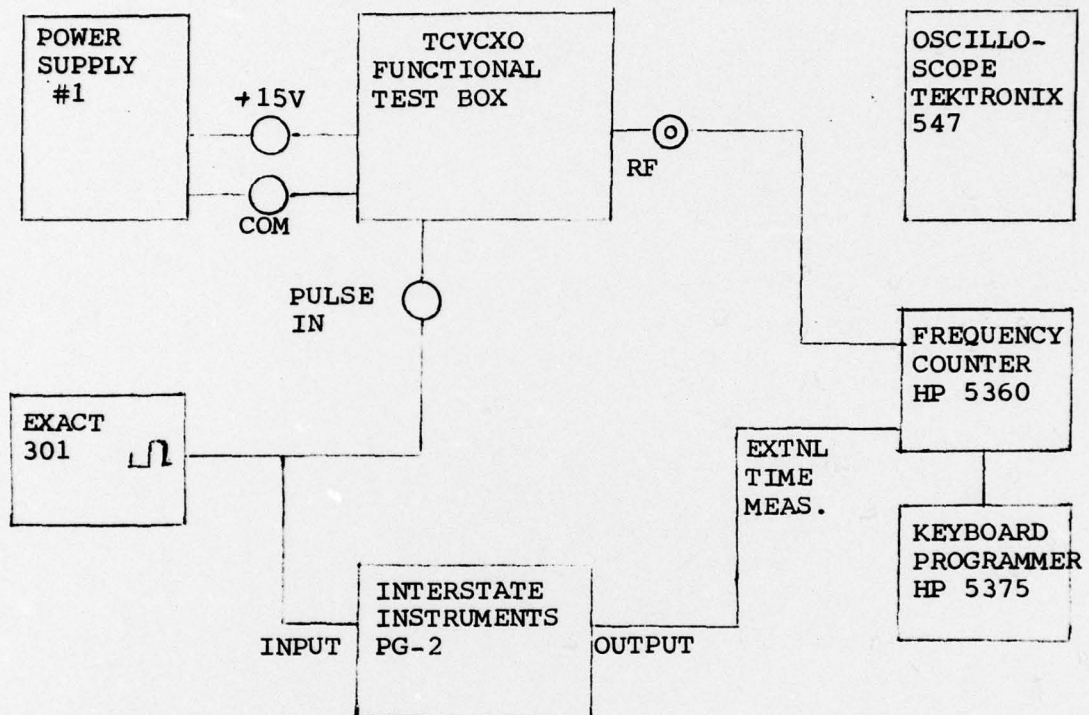 POWER
SUPPLY
#1
+15V
COM
TCVCXO
FUNCTIONAL
TEST BOX
RF
OSCILLO-
SCOPE
TEKTRONIX
547
PULSE
IN
FREQUENCY
COUNTER
HP 5360
EXACT
301
EXTNL
TIME
MEAS.
KEYBOARD
PROGRAMMER
HP 5375
INTERSTATE
INSTRUMENTS
PG-2
INPUT
OUTPUT